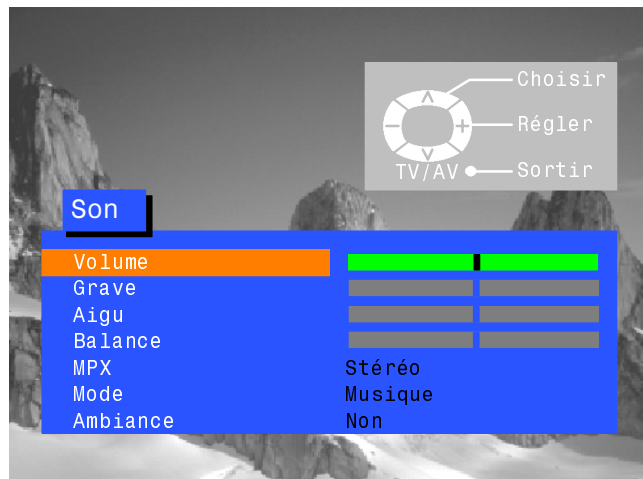 Choisir
Régler
TV/AV Sortir
Son
Volume
Grave
Aigu
Balance
MPX Stéréo
Mode Musique
Ambiance Non